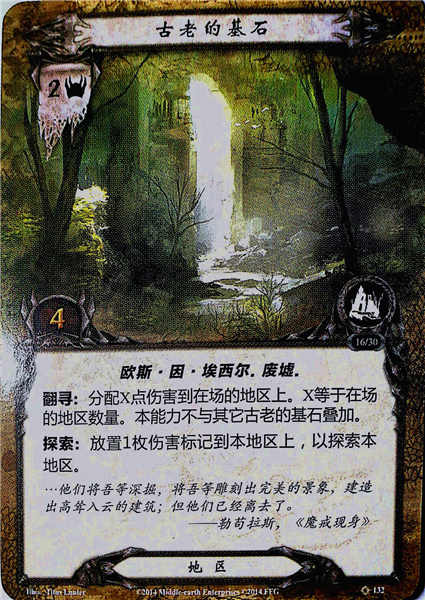 古老的基石
2
4
16/30
欧斯·因·埃西尔。废墟。
翻寻：分配X点伤害到在场的地区上。X等于在场
的地区数量。本能力不与其它古老的基石叠加。
探索：放置1枚伤害标记到本地区上，以探索本
地区。
…他们将吾等深掘，将吾等雕刻出完美的景象，建造
出高耸入云的建筑；但他们已经离去了。
——勒苟拉斯，《魔戒现身》
地区
Illus. Titus Lunter
©2014 Middle-earth Enterprises ©2014 FFG
132